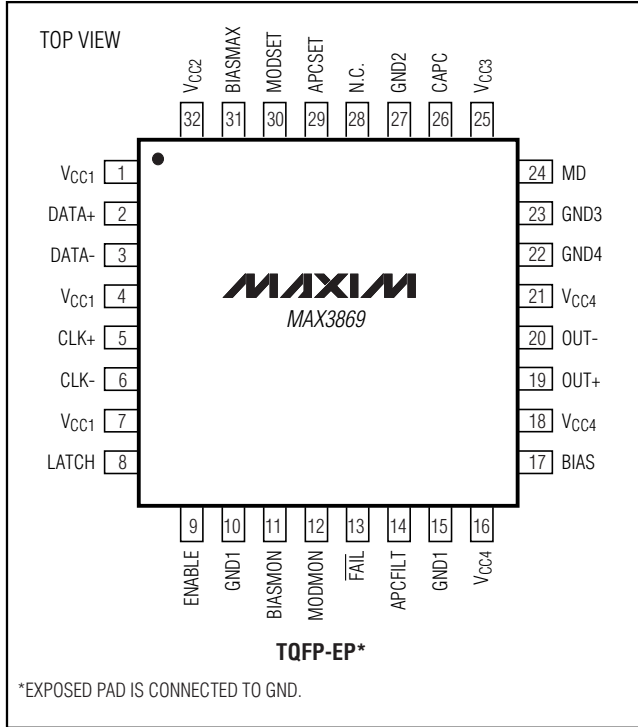 TOP VIEW
VCC2
BIASMAX
MODSET
APCSET
N.C.
GND2
CAPC
VCC3
32 31 30 29 28 27 26 25
VCC1 1
DATA+ 2
DATA- 3
VCC1 4
CLK+ 5
CLK- 6
VCC1 7
LATCH 8
MAXIM
MAX3869
24 MD
23 GND3
22 GND4
21 VCC4
20 OUT-
19 OUT+
18 VCC4
17 BIAS
9 10 11 12 13 14 15 16
ENABLE
GND1
BIASMON
MODMON
FAIL
APCFILT
GND1
VCC4
TQFP-EP*
*EXPOSED PAD IS CONNECTED TO GND.